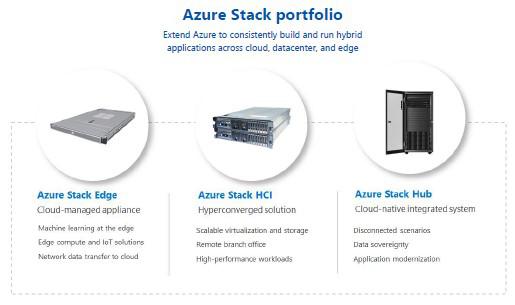 Azure Stack portfolio
Extend Azure to consistently build and run hybrid
applications across cloud, datacenter, and edge
Azure Stack Edge
Cloud-managed appliance
Machine learning at the edge
Edge compute and IoT solutions
Network data transfer to cloud
Azure Stack HCI
Hyperconverged solution
Scalable virtualization and storage
Remote branch office
High-performance workloads
Azure Stack Hub
Cloud-native integrated system
Disconnected scenarios
Data sovereignty
Application modernization